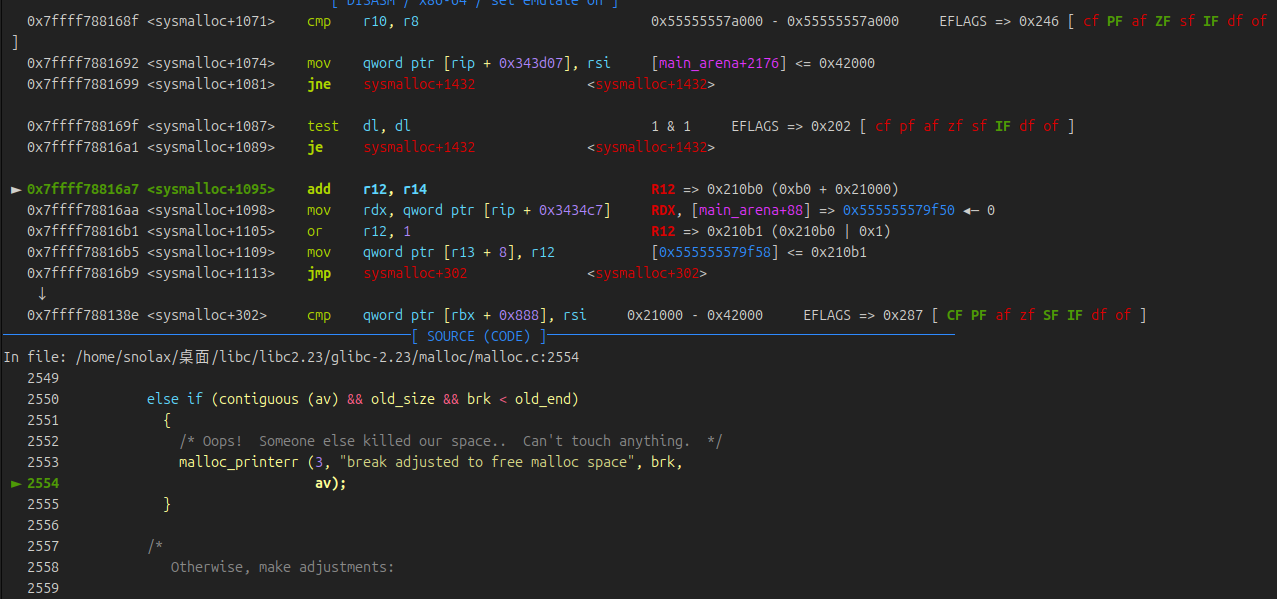 [ DISASM / x86-64 / set emulate on ]
0x7ffff788168f <sysmalloc+1071> cmp r10, r8 0x55555557a000 - 0x55555557a000 EFLAGS => 0x246 [ cf PF af ZF sf IF df of
]
0x7ffff7881692 <sysmalloc+1074> mov qword ptr [rip + 0x343d07], rsi [main_arena+2176] <= 0x42000
0x7ffff7881699 <sysmalloc+1081> jne sysmalloc+1432 <sysmalloc+1432>
0x7ffff788169f <sysmalloc+1087> test dl, dl 1 & 1 EFLAGS => 0x202 [ cf pf af zf sf IF df of ]
0x7ffff78816a1 <sysmalloc+1089> je sysmalloc+1432 <sysmalloc+1432>
► 0x7ffff78816a7 <sysmalloc+1095> add r12, r14 R12 => 0x210b0 (0xb0 + 0x21000)
0x7ffff78816aa <sysmalloc+1098> mov rdx, qword ptr [rip + 0x3434c7] RDX, [main_arena+88] => 0x555555579f50 ◂— 0
0x7ffff78816b1 <sysmalloc+1105> or r12, 1 R12 => 0x210b1 (0x210b0 | 0x1)
0x7ffff78816b5 <sysmalloc+1109> mov qword ptr [r13 + 8], r12 [0x555555579f58] <= 0x210b1
0x7ffff78816b9 <sysmalloc+1113> jmp sysmalloc+302 <sysmalloc+302>
↓
0x7ffff788138e <sysmalloc+302> cmp qword ptr [rbx + 0x888], rsi 0x21000 - 0x42000 EFLAGS => 0x287 [ CF PF af zf SF IF df of ]
[ SOURCE (CODE) ]
In file: /home/snolax/桌面/libc/libc2.23/glibc-2.23/malloc/malloc.c:2554
2549
2550 else if (contiguous (av) && old_size && brk < old_end)
2551 {
2552 /* Oops! Someone else killed our space.. Can't touch anything. */
2553 malloc_printerr (3, "break adjusted to free malloc space", brk,
► 2554 av);
2555 }
2556
2557 /*
2558 Otherwise, make adjustments:
2559